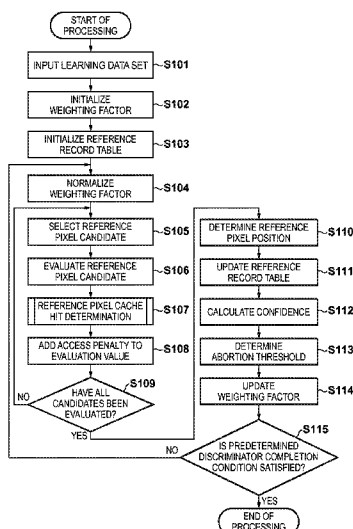 START OF
PROCESSING
INPUT LEARNING DATA SET
S101
INITIALIZE
WEIGHTING FACTOR
S102
INITIALIZE REFERENCE
RECORD TABLE
S103
NORMALIZE
WEIGHTING FACTOR
S104
SELECT REFERENCE
PIXEL CANDIDATE
S105
EVALUATE REFERENCE
PIXEL CANDIDATE
S106
REFERENCE PIXEL CACHE
HIT DETERMINATION
S107
ADD ACCESS PENALTY TO
EVALUATION VALUE
S108
S109
HAVE ALL
CANDIDATES BEEN
EVALUATED?
NO
YES
DETERMINE REFERENCE
PIXEL POSITION
S110
UPDATE REFERENCE
RECORD TABLE
S111
CALCULATE CONFIDENCE
S112
DETERMINE
ABORTION THRESHOLD
S113
UPDATE
WEIGHTING FACTOR
S114
S115
IS PREDETERMINED
DISCRIMINATOR COMPLETION
CONDITION SATISFIED?
NO
YES
END OF
PROCESSING